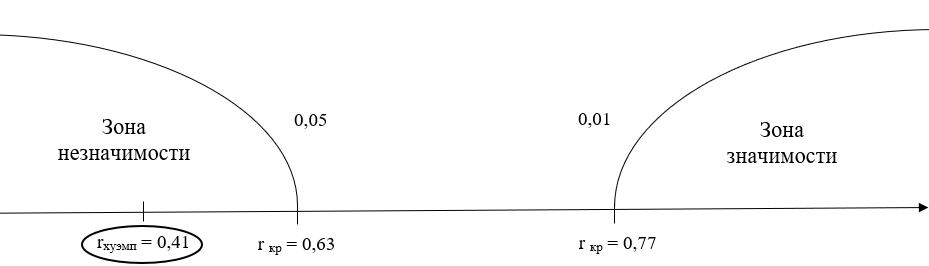 0,05
0,01
Зона
незначимости
Зона
значимости
rхуэмп = 0,41
r кр = 0,63
r кр = 0,77